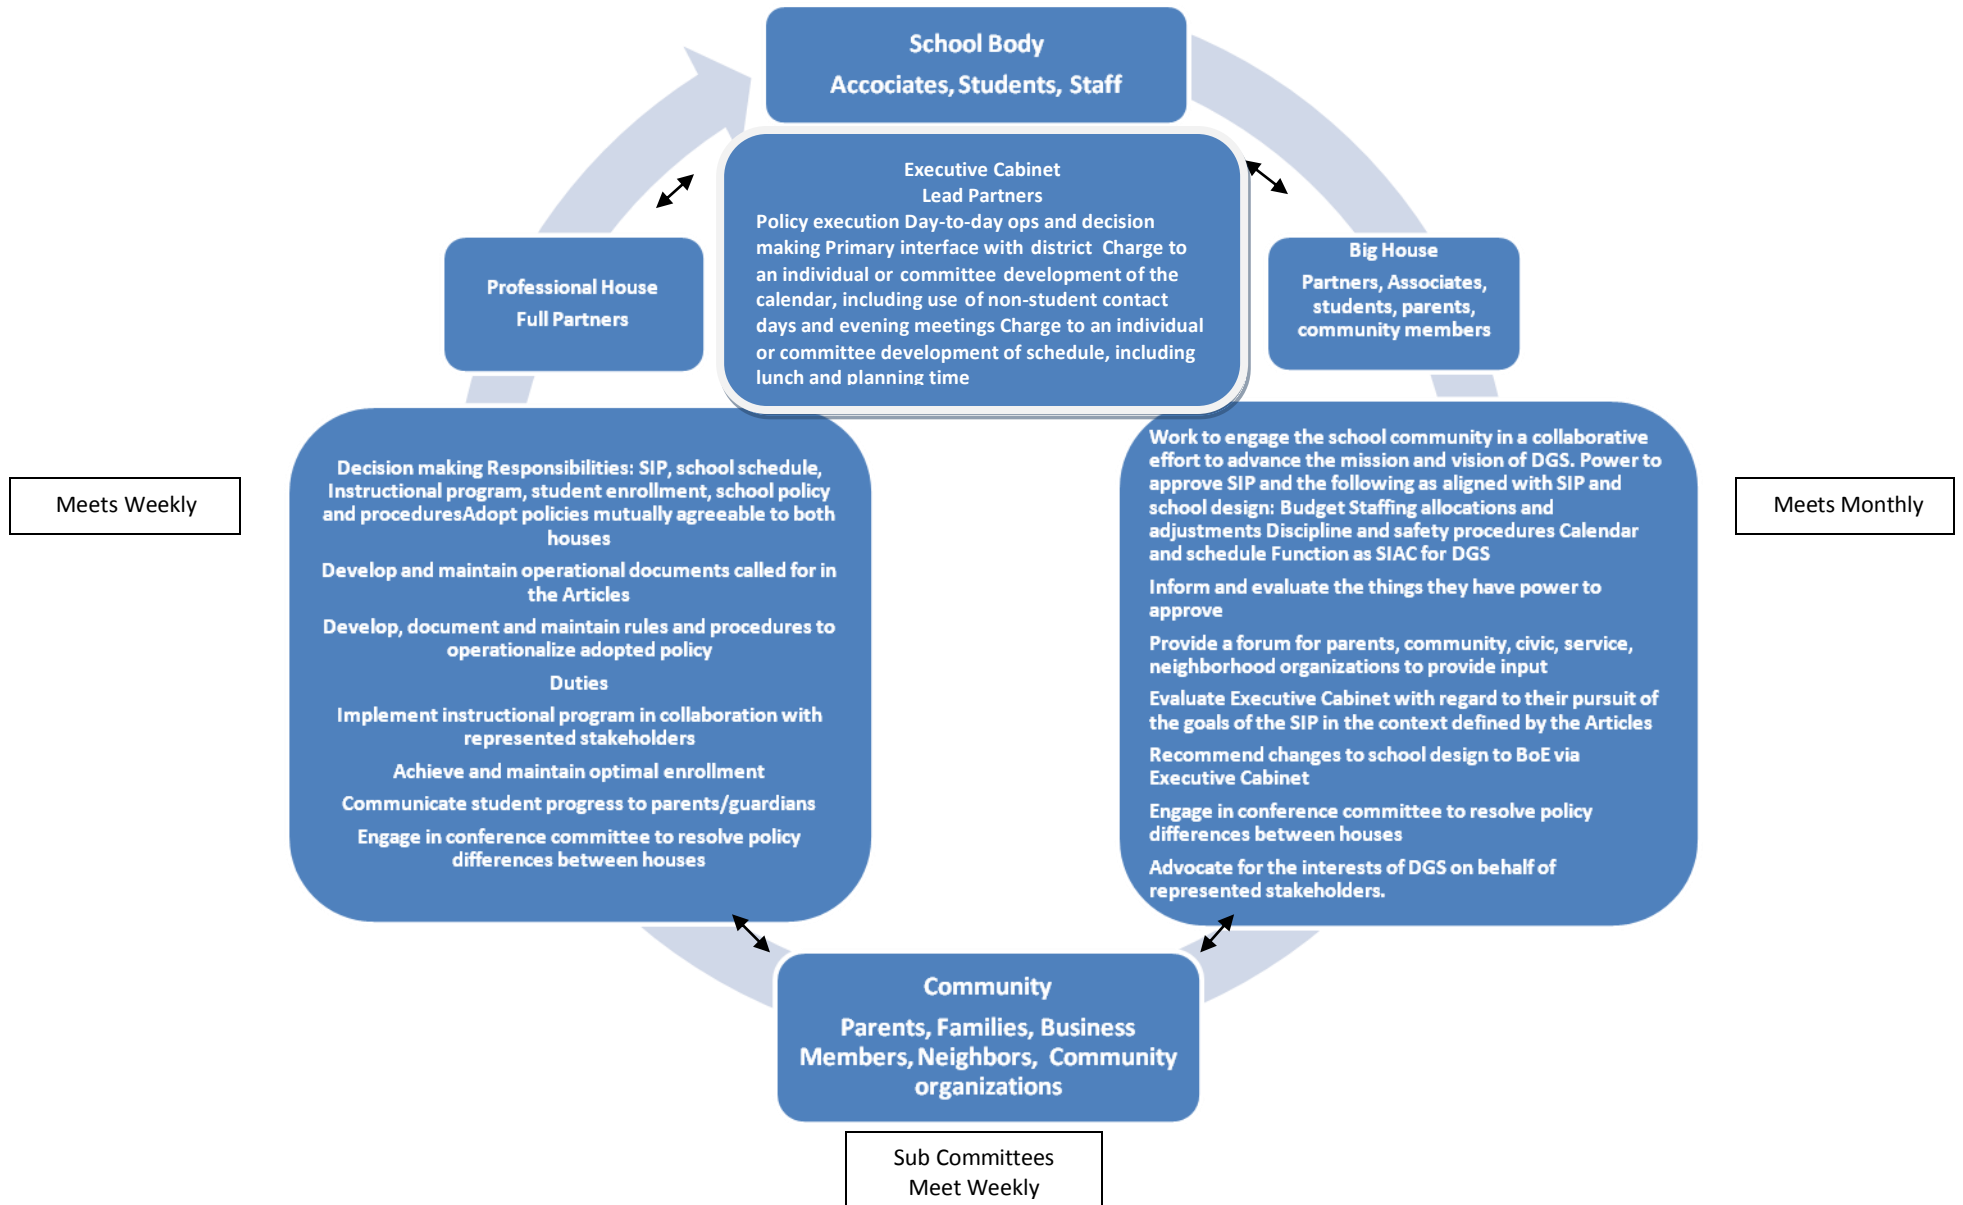 School Body
Accociates, Students, Staff
Executive Cabinet
Lead Partners
Policy execution Day-to-day ops and decision
making Primary interface with district  Charge to
an individual or committee development of the
calendar, including use of non-student contact
days and evening meetings Charge to an individual
or committee development of schedule, including
lunch and planning time
Professional House
Full Partners
Big House
Partners, Associates,
students, parents,
community members
Meets Weekly
Decision making Responsibilities: SIP, school schedule,
Instructional program, student enrollment, school policy
and proceduresAdopt policies mutually agreeable to both
houses
Develop and maintain operational documents called for in
the Articles
Develop, document and maintain rules and procedures to
operationalize adopted policy
Duties
Implement instructional program in collaboration with
represented stakeholders
Achieve and maintain optimal enrollment
Communicate student progress to parents/guardians
Engage in conference committee to resolve policy
differences between houses
Work to engage the school community in a collaborative
effort to advance the mission and vision of DGS. Power to
approve SIP and the following as aligned with SIP and
school design: Budget Staffing allocations and
adjustments Discipline and safety procedures Calendar
and schedule Function as SIAC for DGS
Inform and evaluate the things they have power to
approve
Provide a forum for parents, community, civic, service,
neighborhood organizations to provide input
Evaluate Executive Cabinet with regard to their pursuit of
the goals of the SIP in the context defined by the Articles
Recommend changes to school design to BoE via
Executive Cabinet
Engage in conference committee to resolve policy
differences between houses
Advocate for the interests of DGS on behalf of
represented stakeholders.
Meets Monthly
Community
Parents, Families, Business
Members, Neighbors,  Community
organizations
Sub Committees
Meet Weekly